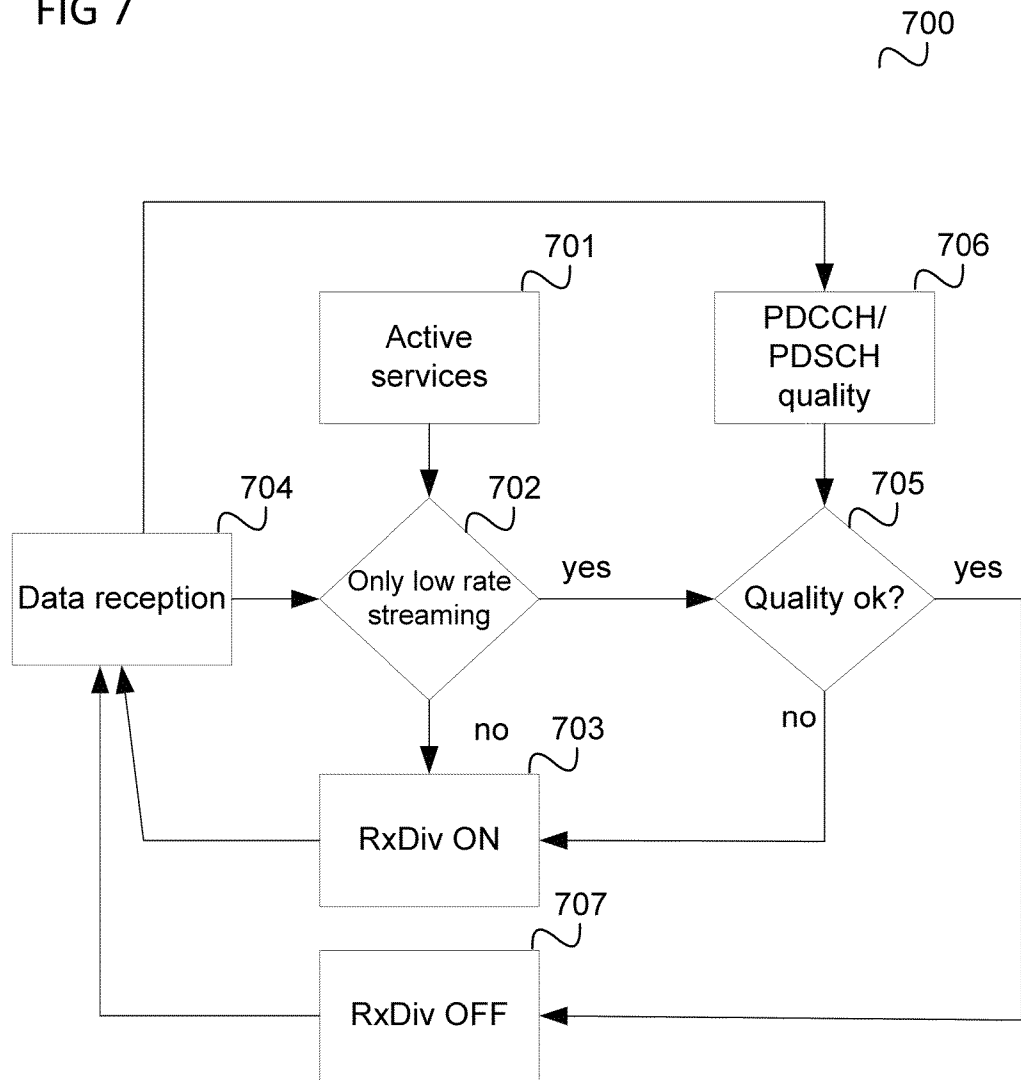 FIG 7
700
701
Active
services
706
PDCCH/
PDSCH
quality
704
Data reception
702
Only low rate
streaming
yes
705
Quality ok?
yes
no
703
RxDiv ON
no
707
RxDiv OFF